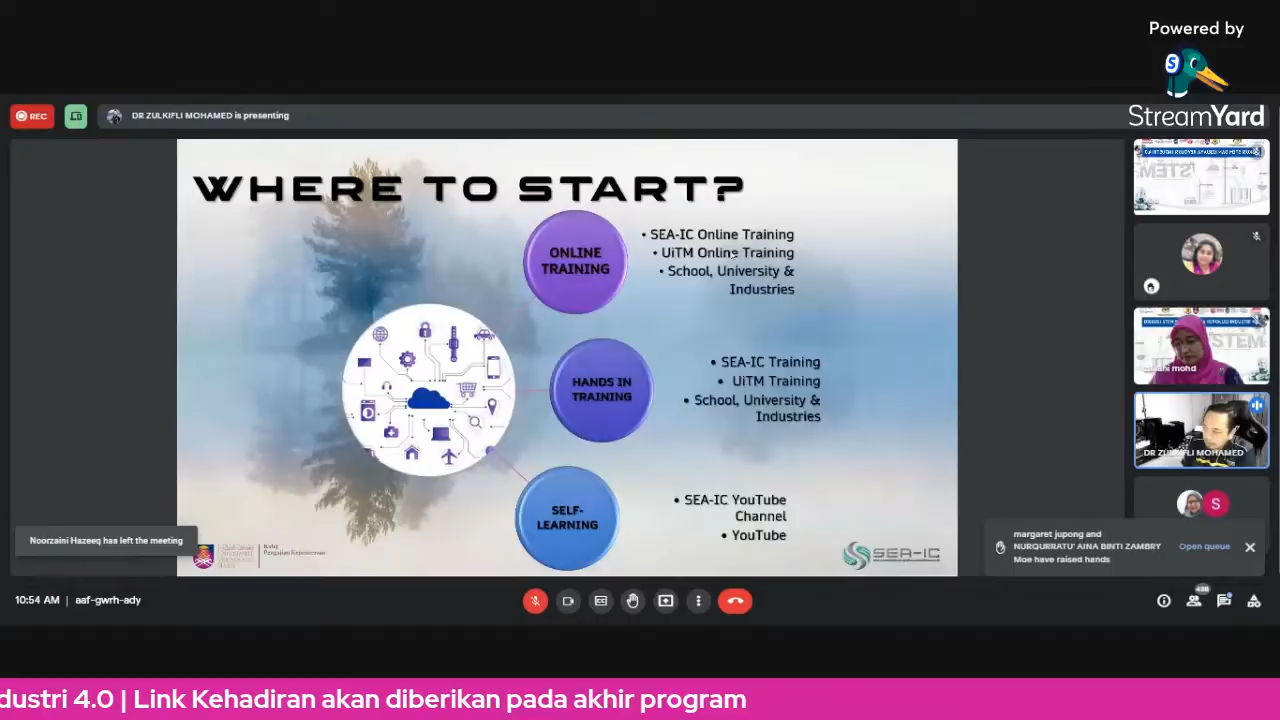 Powered by
StreamYard
REC
DR ZULKIFLI MOHAMED is presenting
WHERE TO START?
ONLINE
TRAINING
• SEA-IC Online Training
• UiTM Online Training
• School, University &
Industries
HANDS IN
TRAINING
• SEA-IC Training
• UiTM Training
• School, University &
Industries
SELF-
LEARNING
• SEA-IC YouTube
Channel
• YouTube
SEA-IC
STEM
mohd
DR ZULKIFLI MOHAMED
S
Noorzaini Hazeeq has left the meeting
margaret jupong and
NURQURRATU' AINA BINTI ZAMBRY
Moe have raised hands
Open queue
10:54 AM | aaf-gwrh-ady
dustri 4.0 | Link Kehadiran akan diberikan pada akhir program